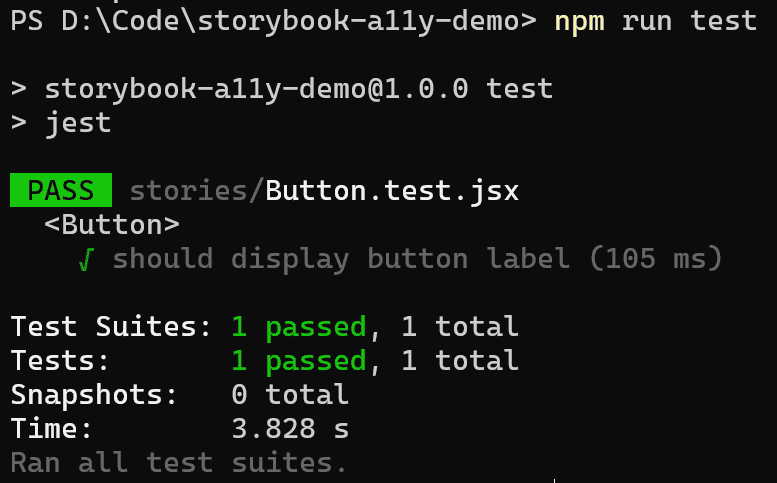 PS D:\Code\storybook-a11y-demo> npm run test
> storybook-a11y-demo@1.0.0 test
> jest
PASS stories/Button.test.jsx
<Button>
√ should display button label (105 ms)
Test Suites: 1 passed, 1 total
Tests: 1 passed, 1 total
Snapshots: 0 total
Time: 3.828 s
Ran all test suites.